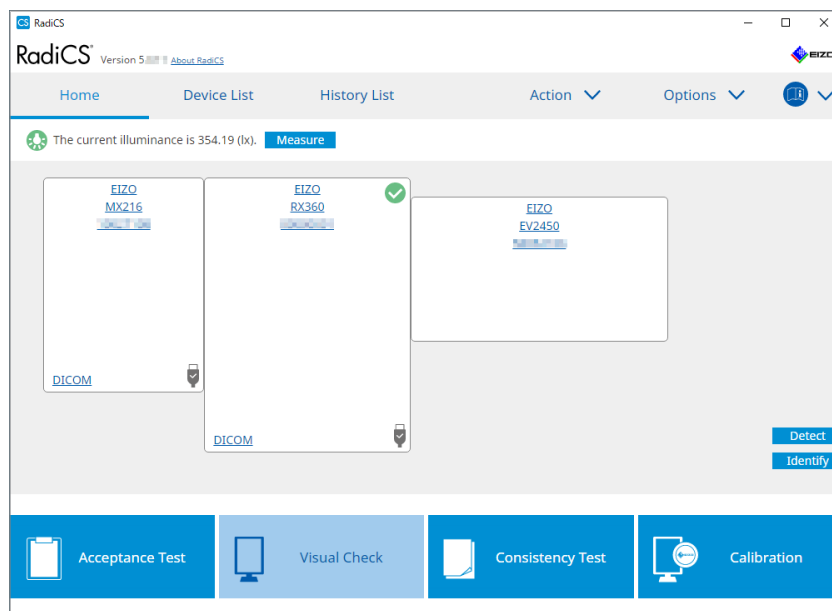 CS RadiCS
RadiCS® Version 5. About RadiCS
EIZO
Home Device List History List Action Options
The current illuminance is 354.19 (lx). Measure
EIZO
MX216
DICOM
EIZO
RX360
DICOM
EIZO
EV2450
Detect
Identify
Acceptance Test Visual Check Consistency Test Calibration